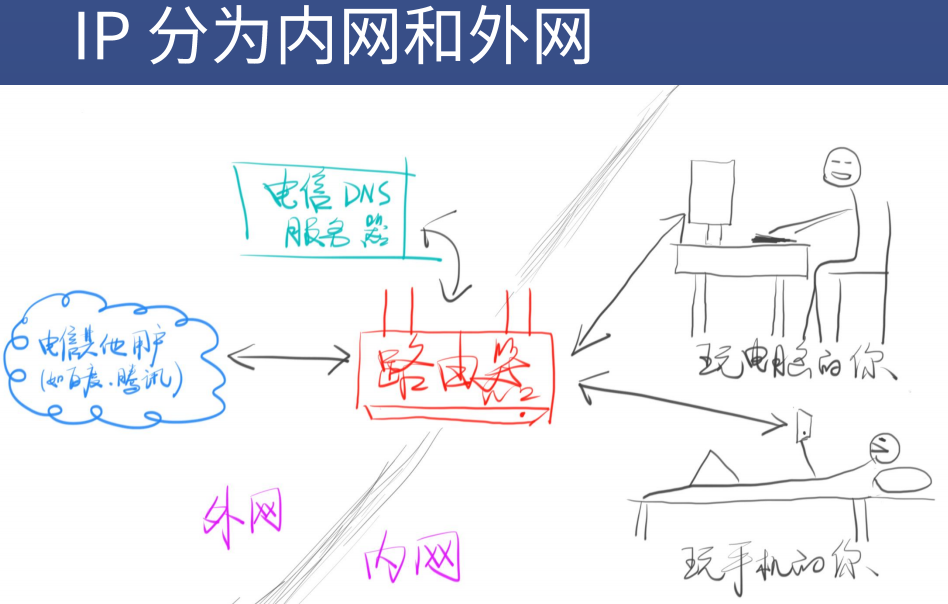 IP 分为内网和外网
电信 DNS
服务器
电信其他用户
(如百度、腾讯)
路由器
玩电脑的你、
玩手机的你、
外网
内网